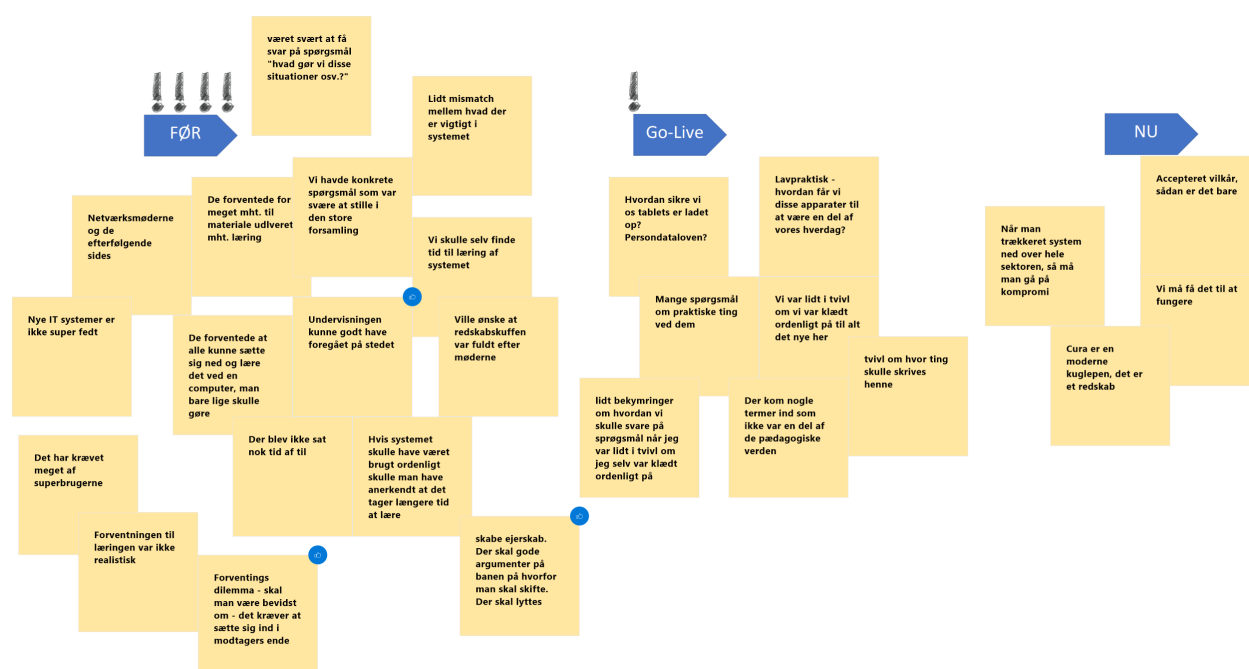 været svært at få
svar på spørgsmål
"hvad gør vi disse
situationer osv.?"
FØR
Lidt mismatch
mellem hvad der
er vigtigt i
systemet
Netværksmøderne
og de
efterfølgende
sides
De forventede for
meget mht. til
materiale udlveret
mht. læring
Vi havde konkrete
spørgsmål som var
svære at stille i
den store
forsamling
Vi skulle selv finde
tid til læring af
systemet
Nye IT systemer er
ikke super fedt
De forventede at
alle kunne sætte
sig ned og lære
det ved en
computer, man
bare lige skulle
gøre
Undervisningen
kunne godt have
foregået på stedet
Ville ønske at
redskabskuffen
var fuldt efter
møderne
Det har krævet
meget af
superbrugerne
Der blev ikke sat
nok tid af til
Hvis systemet
skulle have været
brugt ordenligt
skulle man have
anerkendt at det
tager længere tid
at lære
Forventningen til
læringen var ikke
realistisk
Forventings
dilemma - skal
man være bevidst
om - det kræver at
sætte sig ind i
modtagers ende
skabe ejerskab.
Der skal gode
argumenter på
banen på hvorfor
man skal skifte.
Der skal lyttes
Go-Live
Hvordan sikre vi
os tablets er ladet
op?
Persondataloven?
Lavpraktisk -
hvordan får vi
disse apparater til
at være en del af
vores hverdag?
Mange spørgsmål
om praktiske ting
ved dem
Vi var lidt i tvivl
om vi var klædt
ordenligt på til alt
det nye her
tvivl om hvor ting
skulle skrives
henne
lidt bekymringer
om hvordan vi
skulle svare på
sprøgsmål når jeg
var lidt i tvivl om
jeg selv var klædt
ordenligt på
Der kom nogle
termer ind som
ikke var en del af
de pædagogiske
verden
NU
Accepteret vilkår,
sådan er det bare
Når man
trækkeret system
ned over hele
sektoren, så må
man gå på
kompromi
Vi må få det til at
fungere
Cura er en
moderne
kuglepen, det er
et redskab